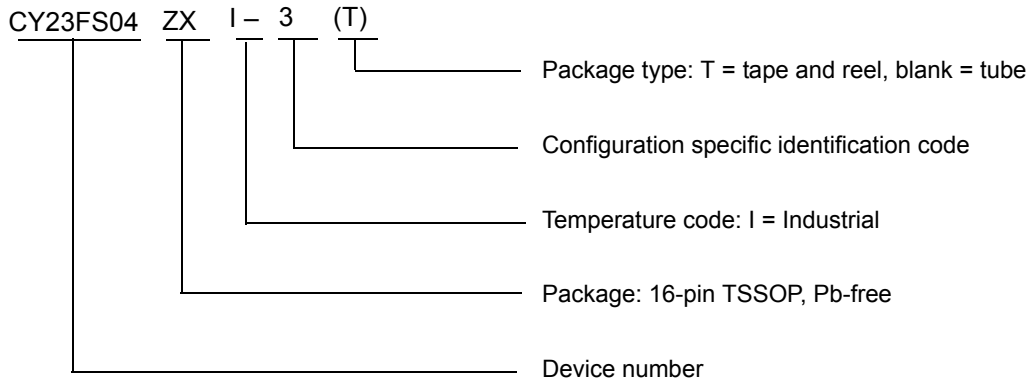 CY23FS04 ZX I – 3 (T)
Package type: T = tape and reel, blank = tube
Configuration specific identification code
Temperature code: I = Industrial
Package: 16-pin TSSOP, Pb-free
Device number